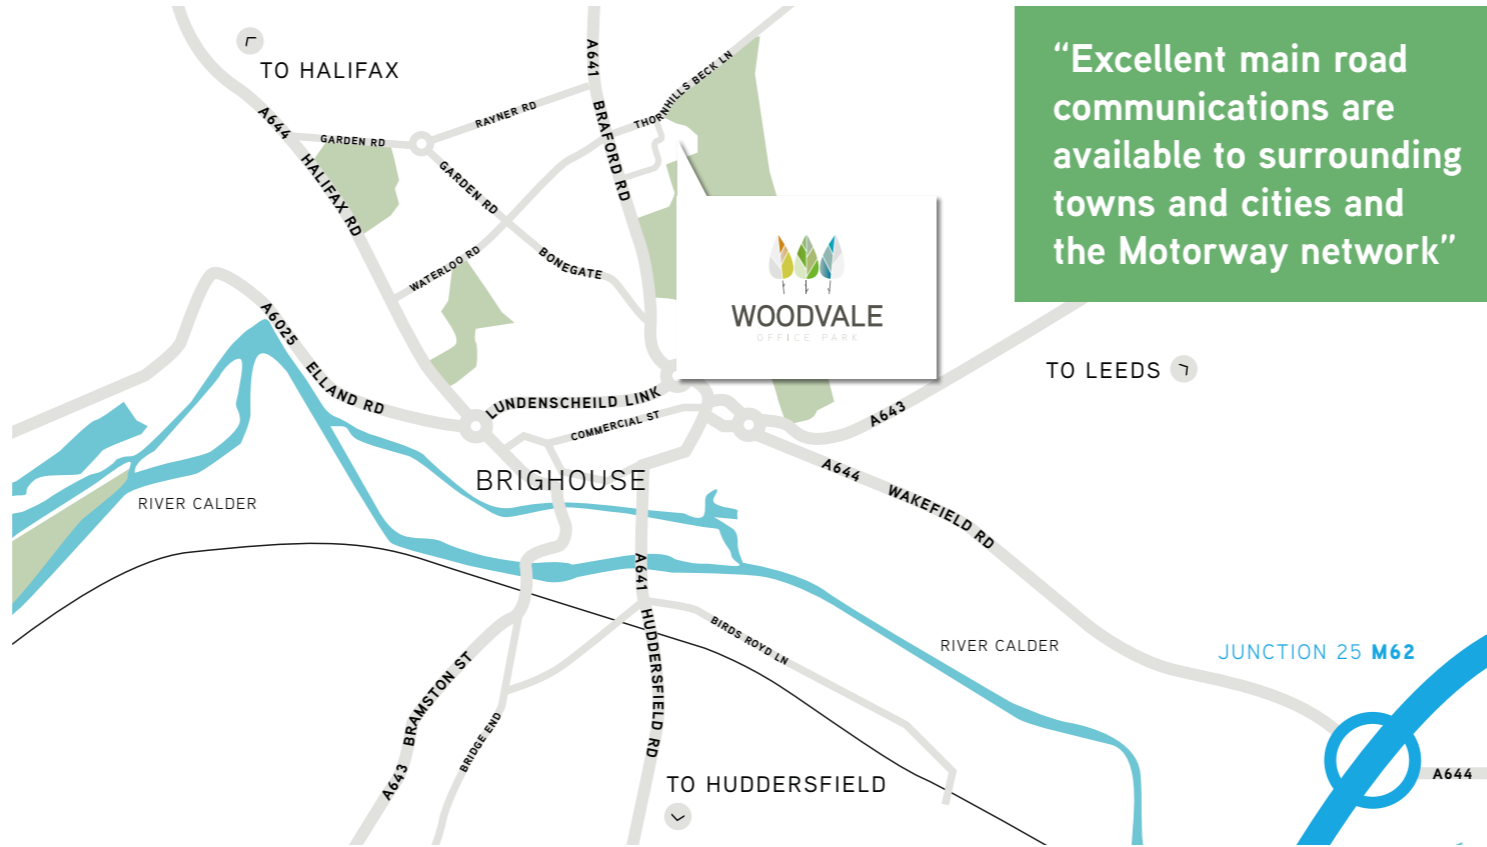 TO HALIFAX
A644
HALIFAX RD
GARDEN RD
RAYNER RD
GARDEN RD
A641
BRAFORD RD
THORNHILLS BECK LN
WATERLOO RD
BONEGATE
WOODVALE
OFFICE PARK
“Excellent main road
communications are
available to surrounding
towns and cities and
the Motorway network”
A6025
ELLAND RD
LUNDENSCHEILD LINK
COMMERCIAL ST
TO LEEDS
A643
BRIGHOUSE
RIVER CALDER
A644
WAKEFIELD RD
A641
HUDDERSFIELD RD
BIRDS ROYD LN
RIVER CALDER
JUNCTION 25 M62
A644
BRAMSTON ST
A643
BRIDGE END
TO HUDDERSFIELD